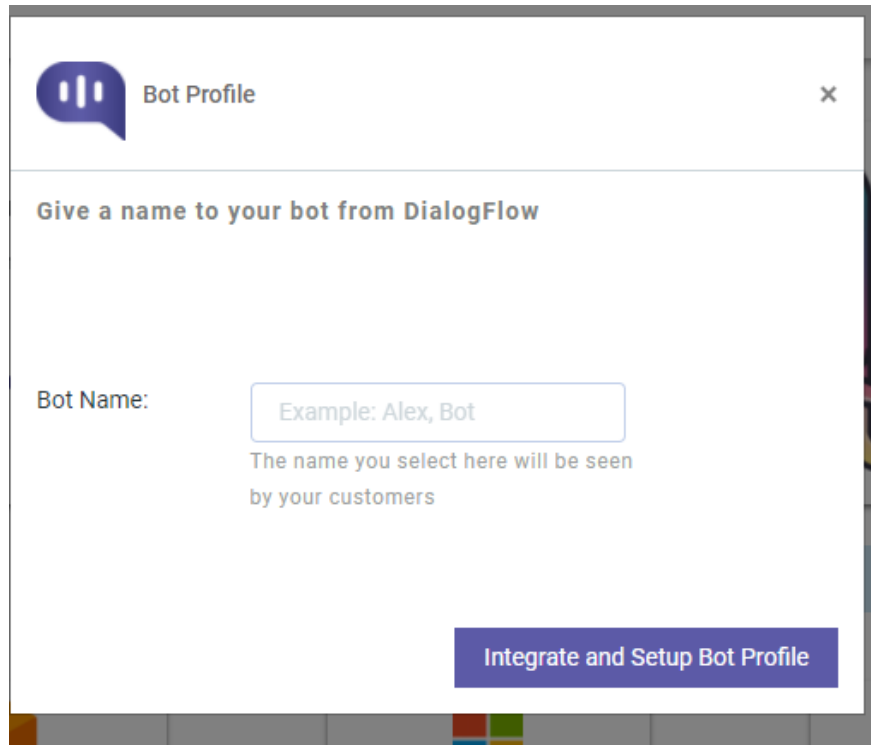 Bot Profile
×
Give a name to your bot from DialogFlow
Bot Name:
Example: Alex, Bot
The name you select here will be seen
by your customers
Integrate and Setup Bot Profile